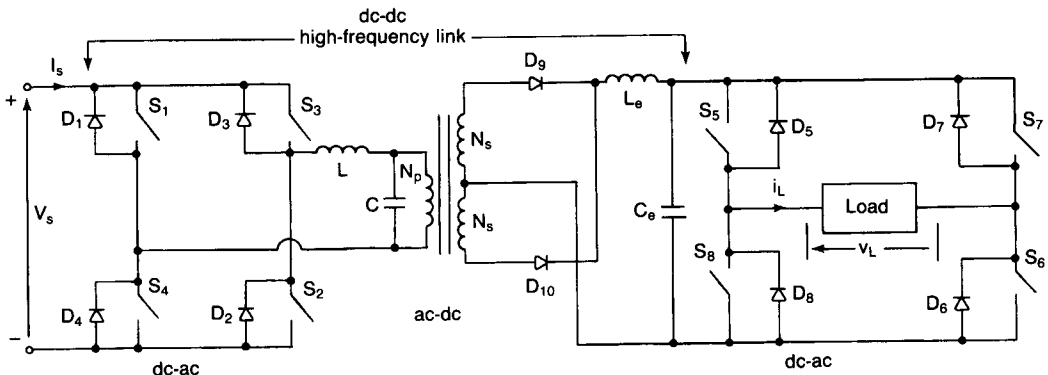 dc-dc
high-frequency link
I_s
+
V_s
−
D_1
S_1
D_3
S_3
D_4
S_4
D_2
S_2
dc-ac
L
C
N_p
N_s
N_s
D_9
D_10
ac-dc
L_e
C_e
S_5
D_5
D_7
S_7
i_L
Load
v_L
S_8
D_8
D_6
S_6
dc-ac